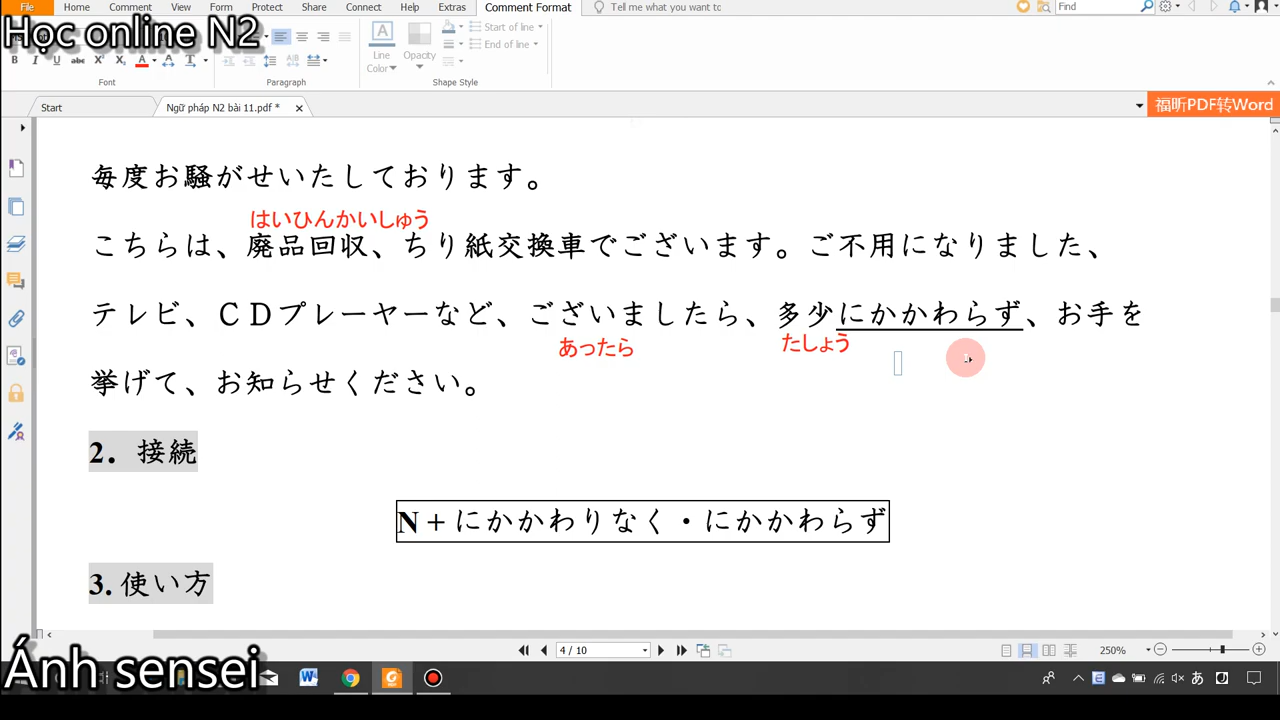 File Home Comment View Form Protect Share Connect Help Extras Comment Format Tell me what you want to Find
Học online N2
Start of line
End of line
Line Color Opacity
Font Paragraph Shape Style
Start Ngữ pháp N2 bài 11.pdf * 福昕PDF转Word
毎度お騒がせいたしております。
はいひんかいしゅう
こちらは、廃品回収、ちり紙交換車でございます。ご不用になりました、
テレビ、ＣＤプレーヤーなど、ございましたら、多少にかかわらず、お手を
あったら たしょう
挙げて、お知らせください。
2. 接続
N＋にかかわりなく・にかかわらず
3. 使い方
4 / 10 250%
Ánh sensei